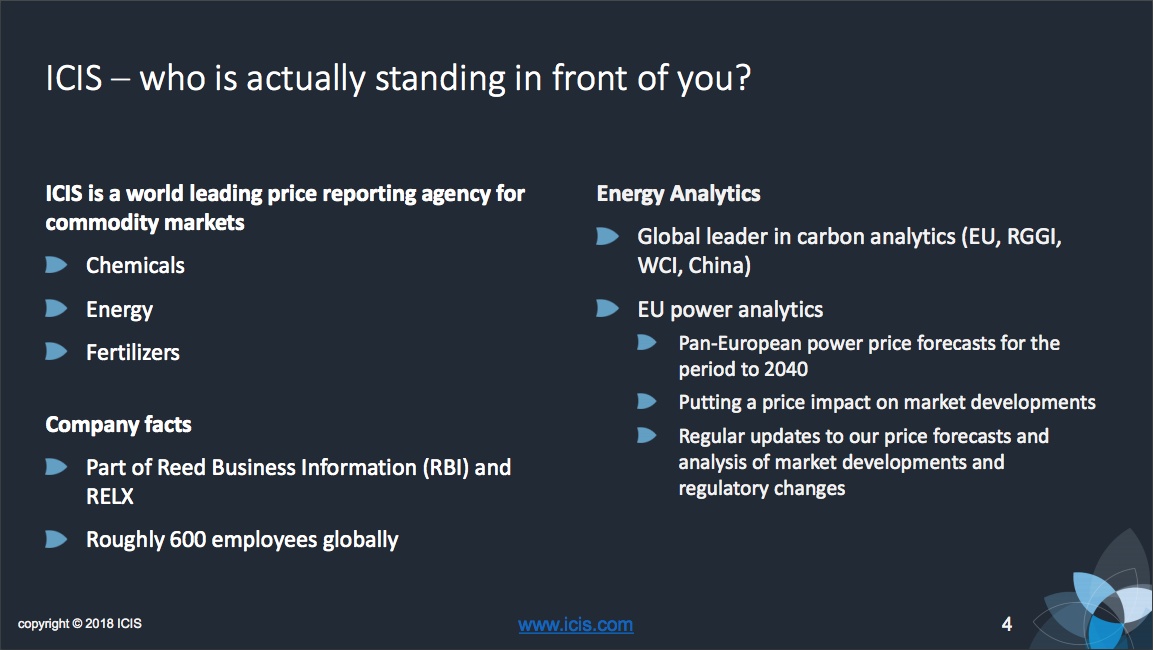 ICIS – who is actually standing in front of you?
ICIS is a world leading price reporting agency for
commodity markets
Chemicals
Energy
Fertilizers
Company facts
Part of Reed Business Information (RBI) and
RELX
Roughly 600 employees globally
Energy Analytics
Global leader in carbon analytics (EU, RGGI,
WCI, China)
EU power analytics
Pan-European power price forecasts for the
period to 2040
Putting a price impact on market developments
Regular updates to our price forecasts and
analysis of market developments and
regulatory changes
copyright © 2018 ICIS
www.icis.com
4